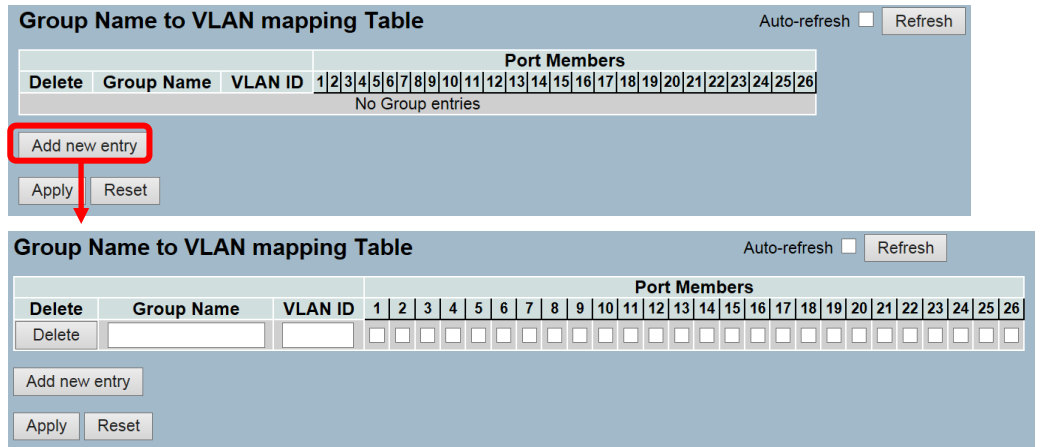 Group Name to VLAN mapping Table Auto-refresh Refresh
Port Members
Delete Group Name VLAN ID 1 2 3 4 5 6 7 8 9 10 11 12 13 14 15 16 17 18 19 20 21 22 23 24 25 26
No Group entries
Add new entry
Apply Reset
Group Name to VLAN mapping Table Auto-refresh Refresh
Port Members
Delete Group Name VLAN ID 1 2 3 4 5 6 7 8 9 10 11 12 13 14 15 16 17 18 19 20 21 22 23 24 25 26
Delete
Add new entry
Apply Reset